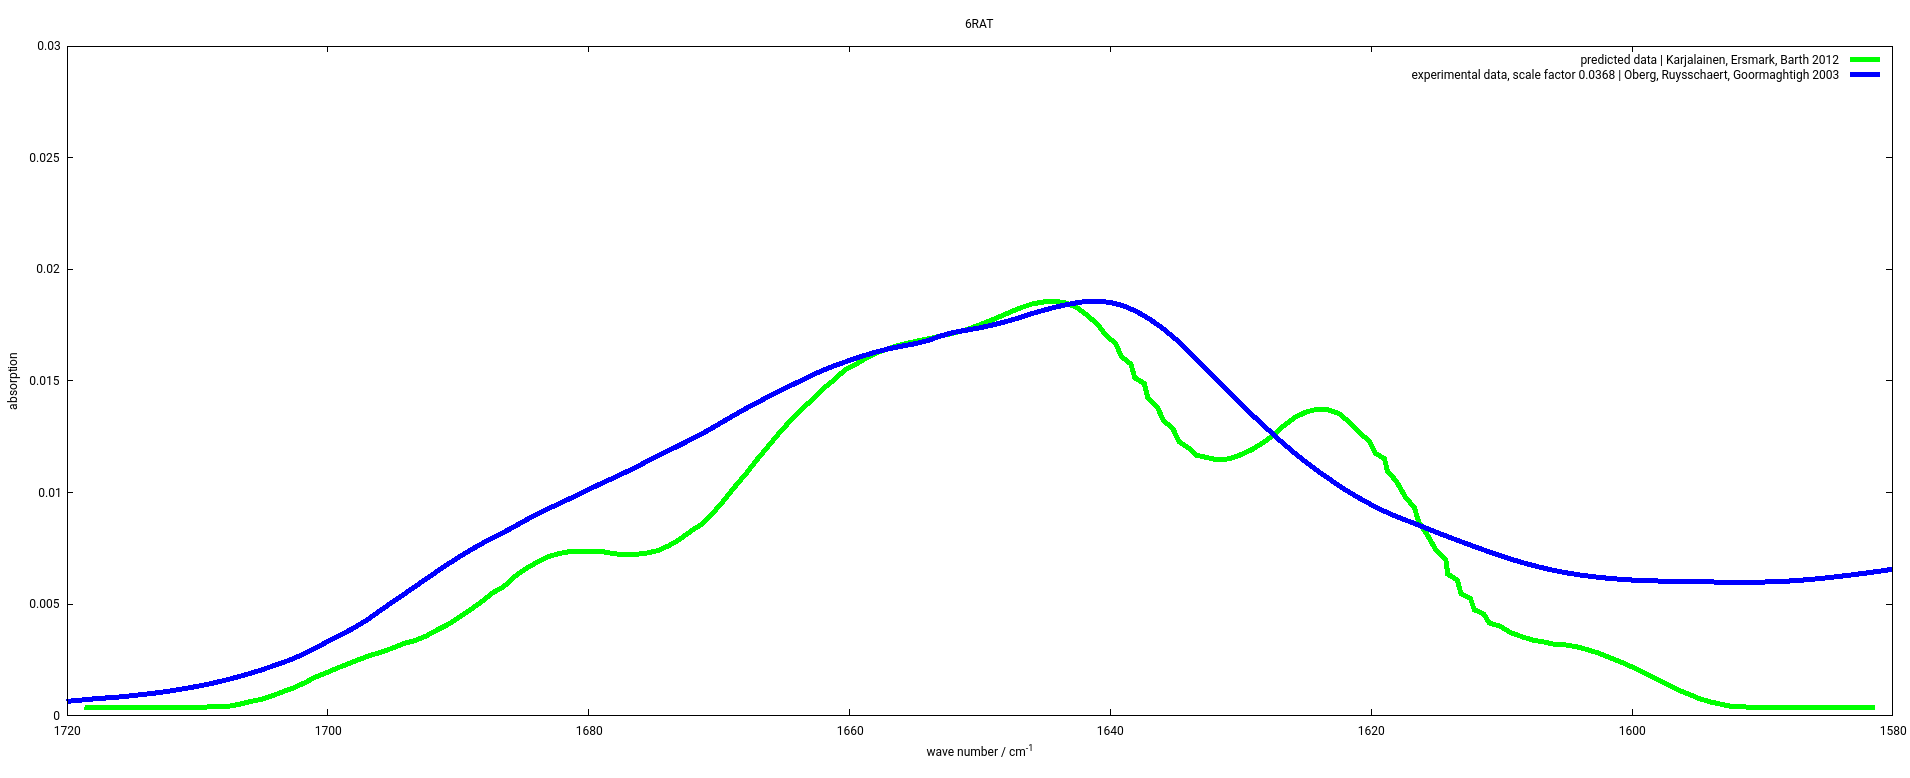 6RAT
0.03
predicted data | Karjalainen, Ersmark, Barth 2012
experimental data, scale factor 0.0368 | Oberg, Ruysschaert, Goormaghtigh 2003
0.025
0.02
absorption
0.015
0.01
0.005
0
1720 1700 1680 1660 1640 1620 1600 1580
wave number / cm-1